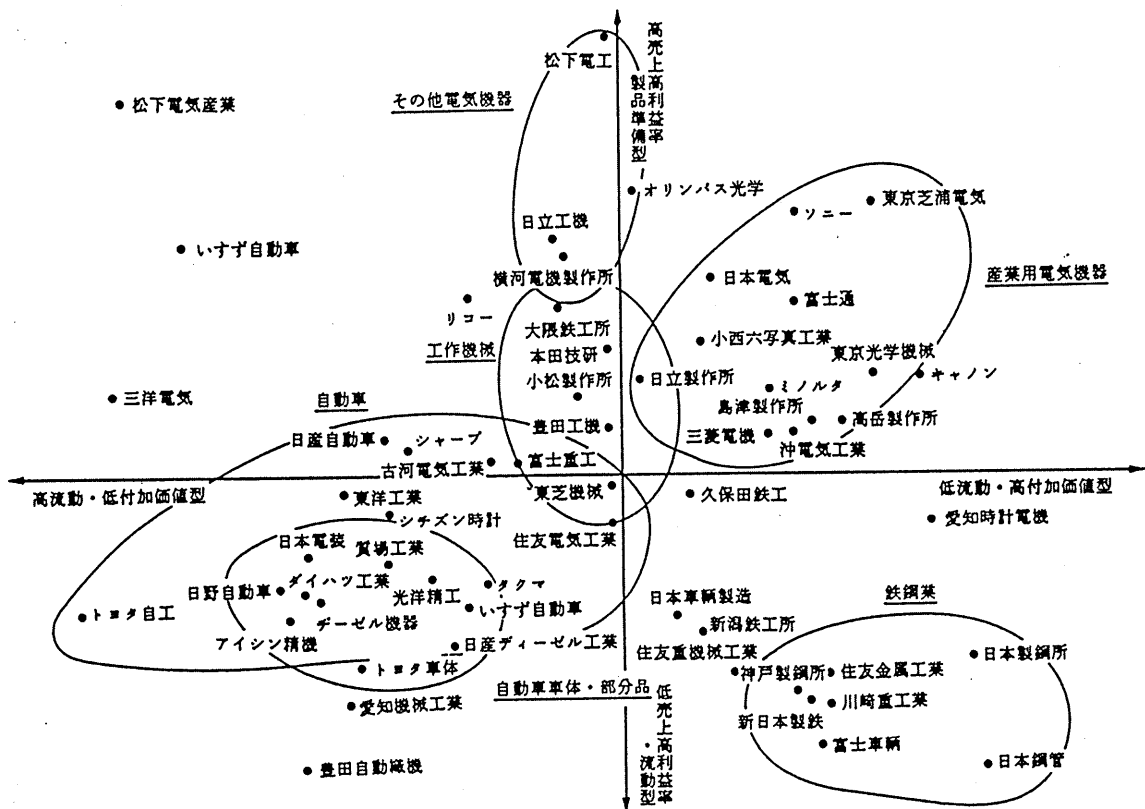 高売上高利益率
製品準備型
松下電工
その他電気機器
松下電気産業
オリンパス光学
東京芝浦電気
ソニー
日立工機
いすず自動車
横河電機製作所
日本電気
産業用電気機器
富士通
リコー
大隈鉄工所
小西六写真工業
工作機械
本田技研
東京光学機械
小松製作所
日立製作所
ミノルタ
キャノン
三洋電気
自動車
島津製作所
高岳製作所
豊田工機
三菱電機
沖電気工業
日産自動車
シャープ
古河電気工業
富士重工
高流動・低付加価値型
東洋工業
東芝機械
久保田鉄工
低流動・高付加価値型
シチズン時計
愛知時計電機
住友電気工業
日本電装
質場工業
日野自動車
ダイハツ工業
光洋精工
タクマ
トヨタ自工
いすず自動車
日本車輌製造
鉄鋼業
ヂーゼル機器
新潟鉄工所
アイシン精機
日産ディーゼル工業
住友重機械工業
日本製鋼所
トヨタ車体
神戸製鋼所
住友金属工業
自動車車体・部分品
愛知機械工業
川崎重工業
新日本製鉄
富士車輌
豊田自動織機
日本鋼管
低売上高利益率
・流動型